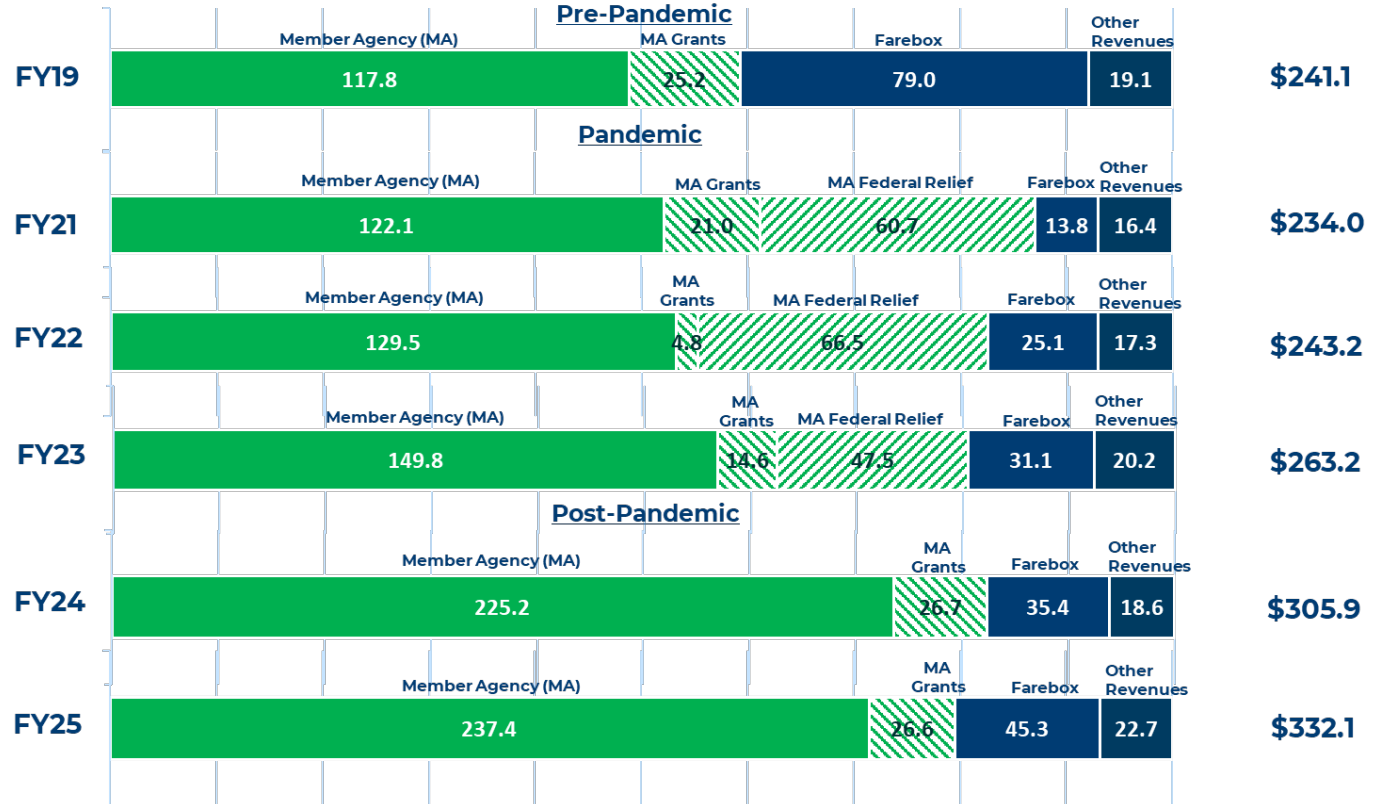 Pre-Pandemic
Member Agency (MA) MA Grants Farebox Other Revenues
FY19 117.8 25.2 79.0 19.1 $241.1
Pandemic
Member Agency (MA) MA Grants MA Federal Relief Farebox Other Revenues
FY21 122.1 21.0 60.7 13.8 16.4 $234.0
Member Agency (MA) MA Grants MA Federal Relief Farebox Other Revenues
FY22 129.5 4.8 66.5 25.1 17.3 $243.2
Member Agency (MA) MA Grants MA Federal Relief Farebox Other Revenues
FY23 149.8 14.6 47.5 31.1 20.2 $263.2
Post-Pandemic
Member Agency (MA) MA Grants Farebox Other Revenues
FY24 225.2 26.7 35.4 18.6 $305.9
Member Agency (MA) MA Grants Farebox Other Revenues
FY25 237.4 26.6 45.3 22.7 $332.1